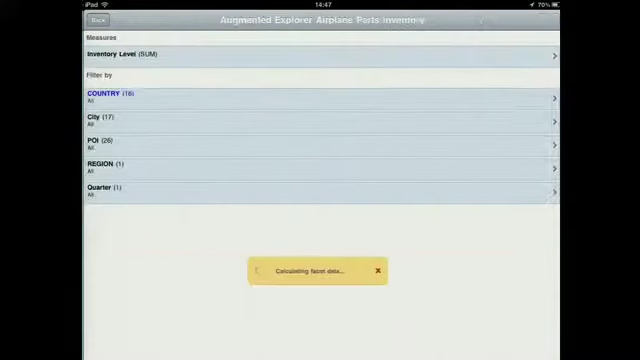 iPad
14:47
70%
Back
Augmented Explorer Airplane Parts Inventory
Measures
Inventory Level (SUM)
Filter by
COUNTRY (16)
All
City (17)
All
POI (26)
All
REGION (1)
All
Quarter (1)
All
Calculating facet data...